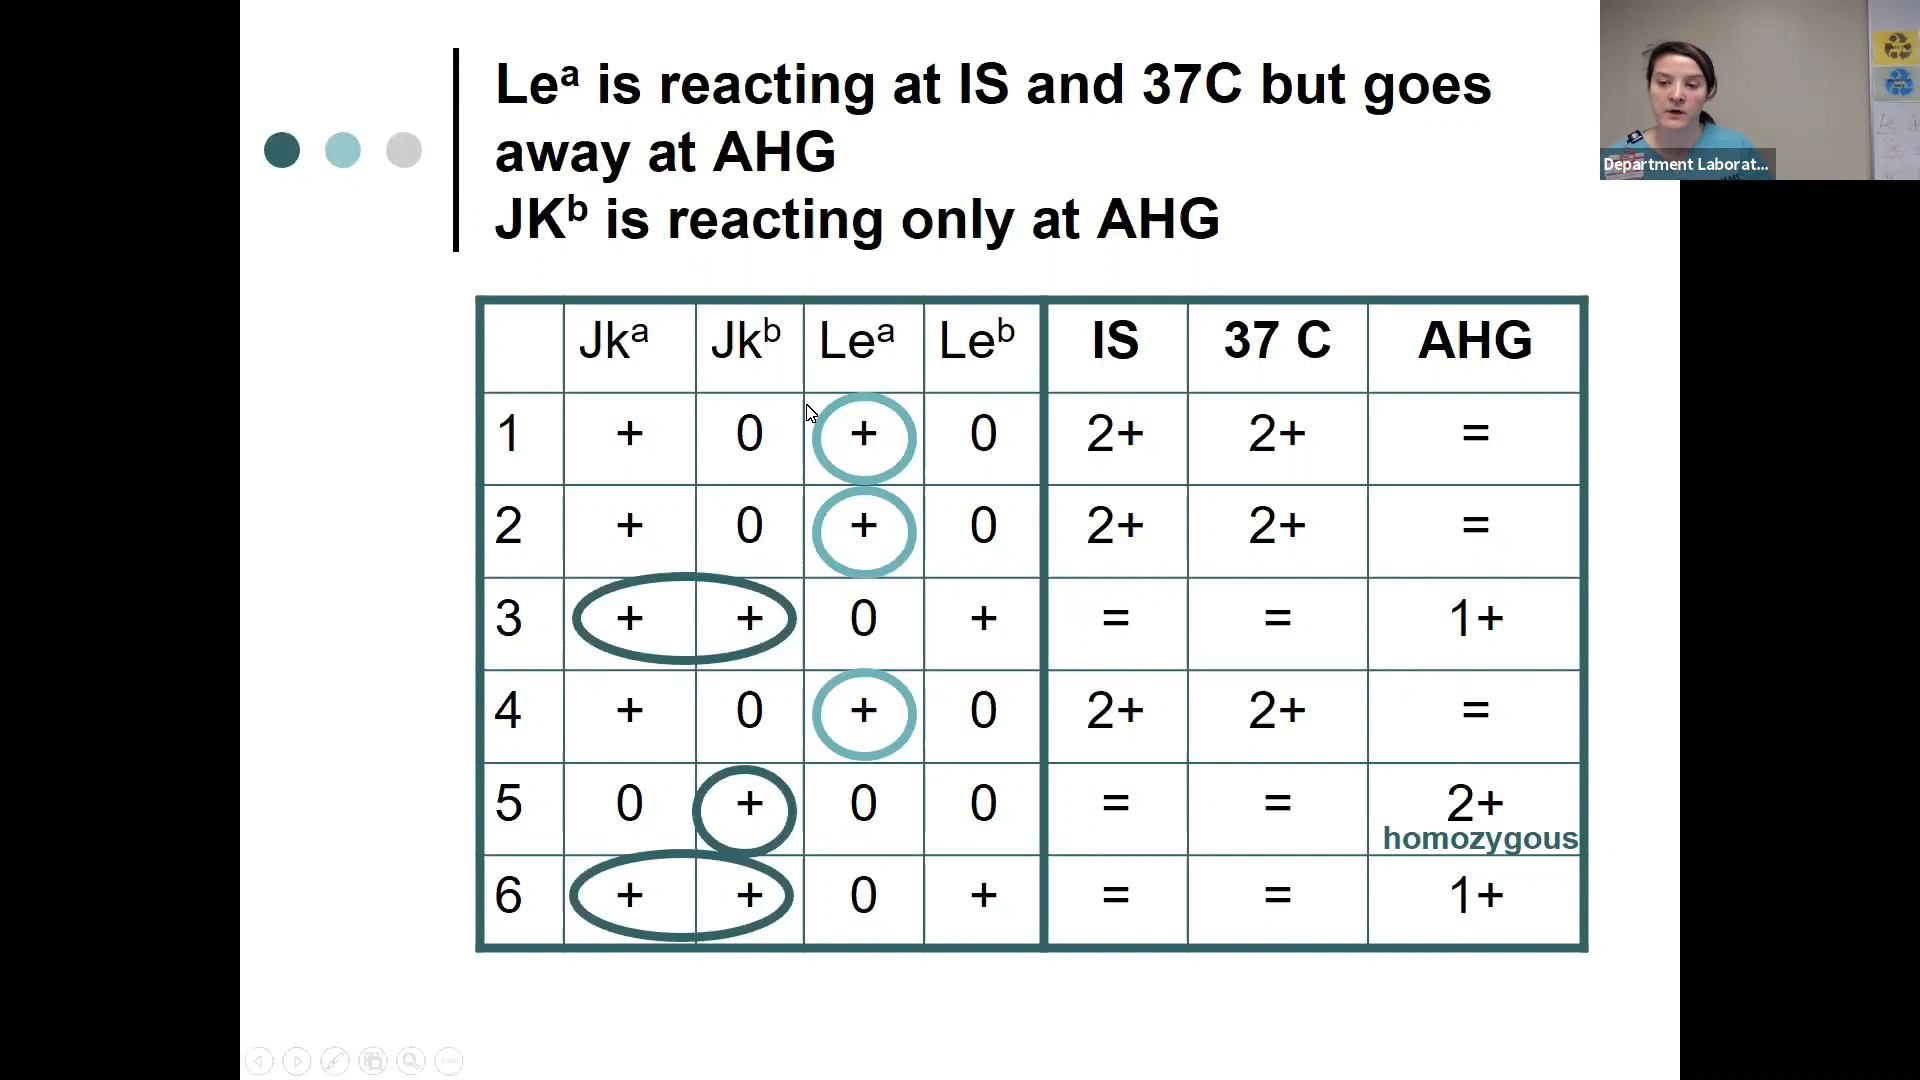 Leᵃ is reacting at IS and 37C but goes
away at AHG
JKᵇ is reacting only at AHG
Jkᵃ Jkᵇ Leᵃ Leᵇ IS 37 C AHG
1 + 0 + 0 2+ 2+ =
2 + 0 + 0 2+ 2+ =
3 + + 0 + = = 1+
4 + 0 + 0 2+ 2+ =
5 0 + 0 0 = = 2+
homozygous
6 + + 0 + = = 1+
Department Laborat...